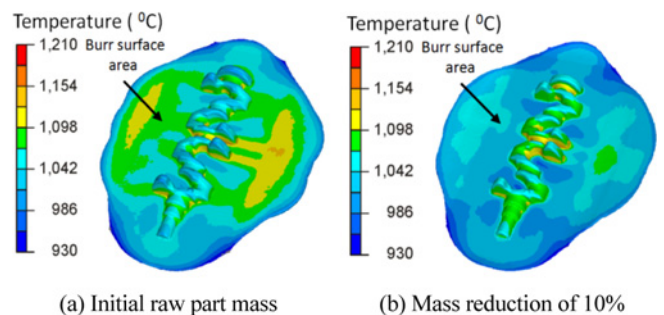 Temperature ( ⁰C)
1,210
1,154
1,098
1,042
986
930
Burr surface
area
(a) Initial raw part mass
Temperature ( ⁰C)
1,210
1,154
1,098
1,042
986
930
Burr surface
area
(b) Mass reduction of 10%